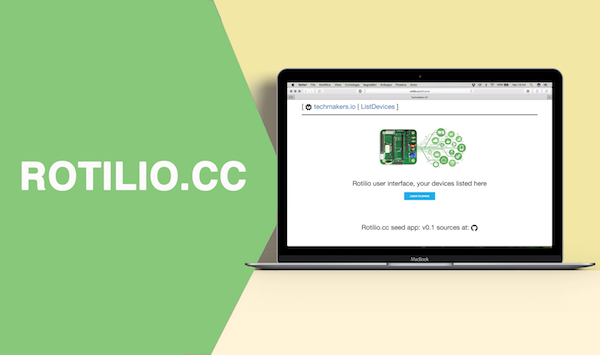 ROTILIO.CC
[ techmakers.io | ListDevices ]
Rotilio user interface, your devices listed here
Rotilio.cc seed app: v0.1 sources at:
MacBook